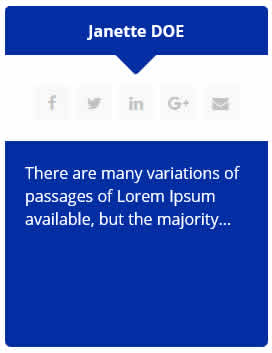 Janette DOE
There are many variations of
passages of Lorem Ipsum
available, but the majority...